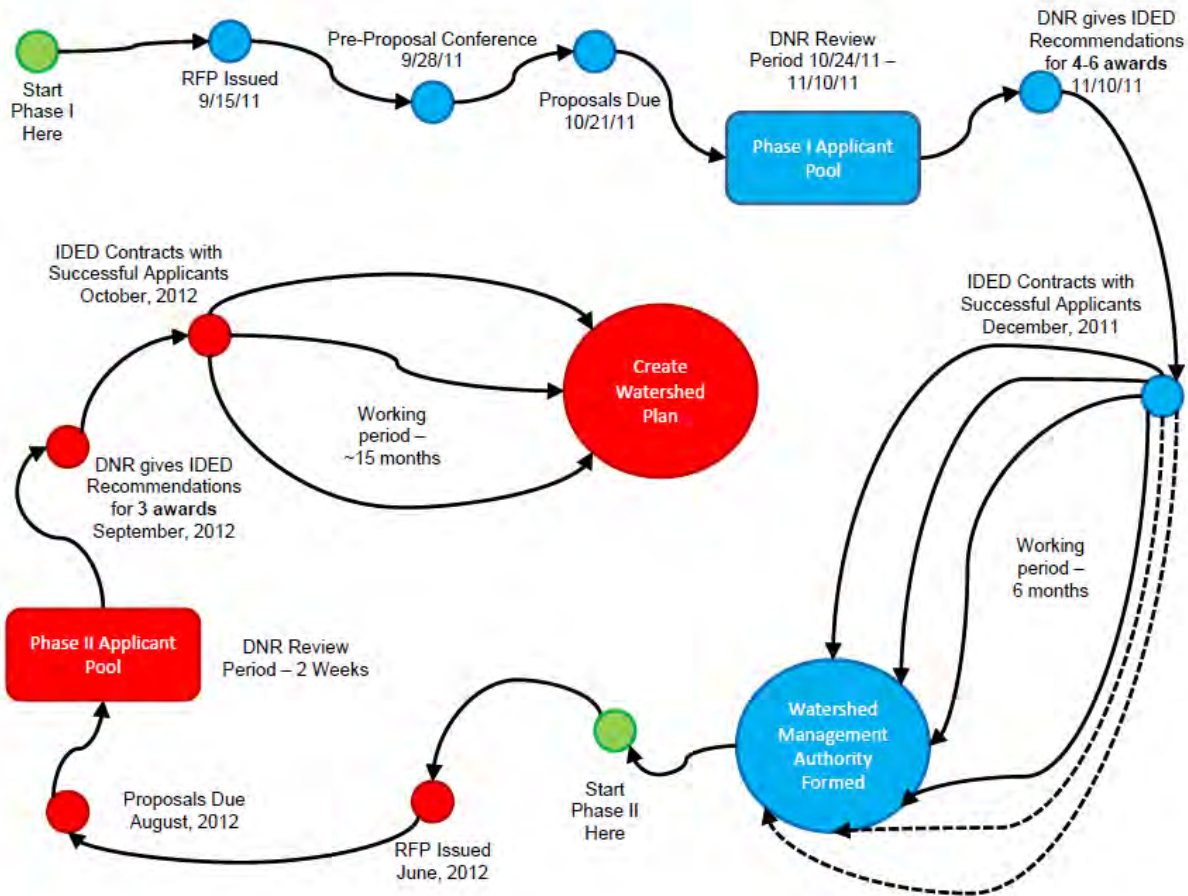 Start
Phase I
Here
RFP Issued
9/15/11
Pre-Proposal Conference
9/28/11
Proposals Due
10/21/11
DNR Review
Period 10/24/11 –
11/10/11
Phase I Applicant
Pool
DNR gives IDED
Recommendations
for 4-6 awards
11/10/11
IDED Contracts with
Successful Applicants
December, 2011
Working
period –
6 months
Watershed
Management
Authority
Formed
Start
Phase II
Here
RFP Issued
June, 2012
Proposals Due
August, 2012
Phase II Applicant
Pool
DNR Review
Period – 2 Weeks
DNR gives IDED
Recommendations
for 3 awards
September, 2012
IDED Contracts with
Successful Applicants
October, 2012
Working
period –
~15 months
Create
Watershed
Plan